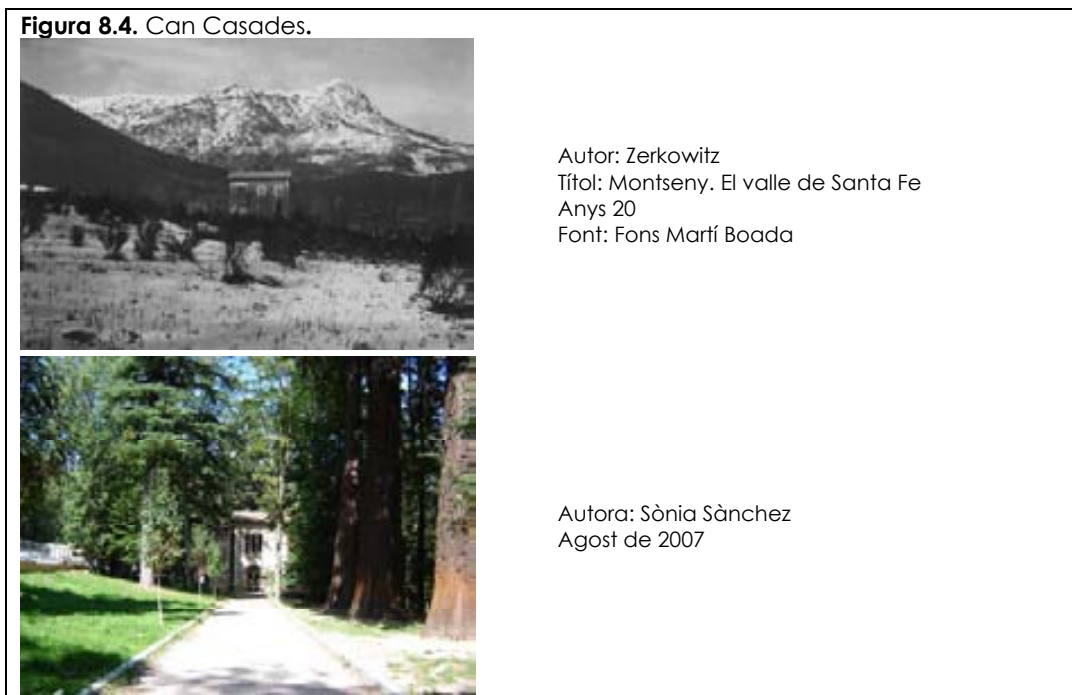 Figura 8.4. Can Casades.
Autor: Zerkowitz
Títol: Montseny. El valle de Santa Fe
Anys 20
Font: Fons Martí Boada
Autora: Sònia Sànchez
Agost de 2007